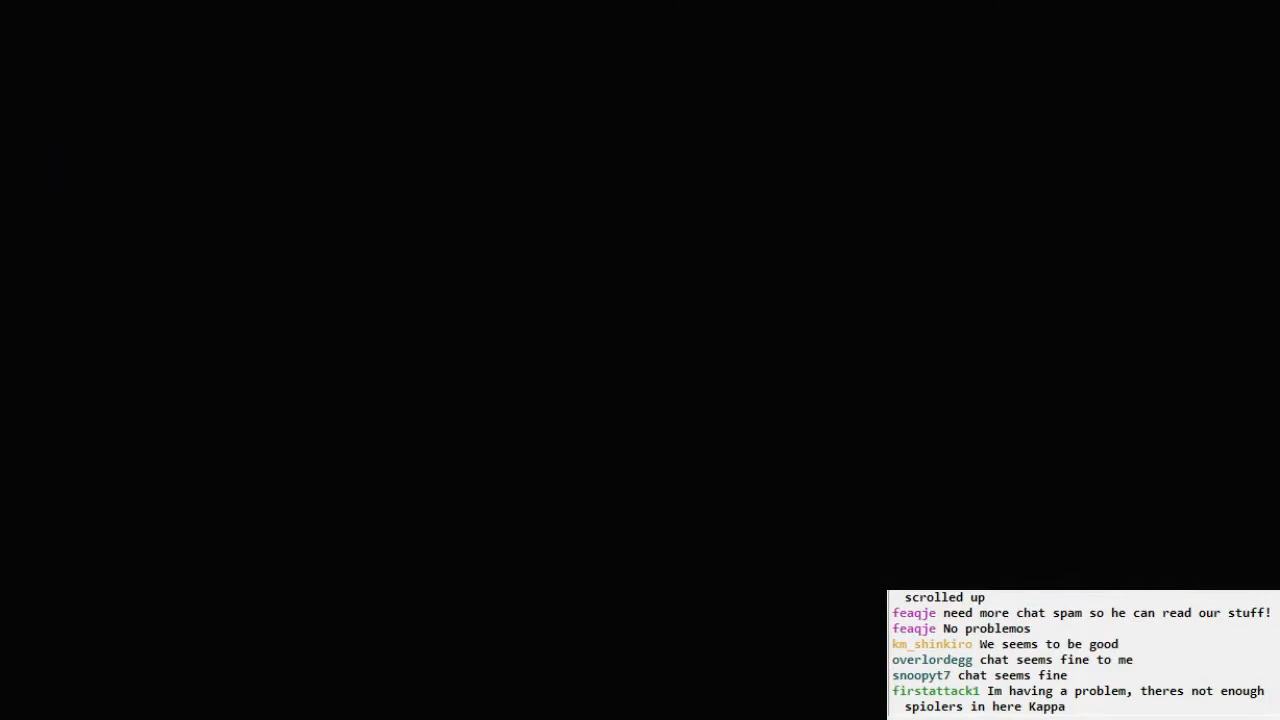 scrolled up
feaqje need more chat spam so he can read our stuff!
feaqje No problemos
km_shinkiro We seems to be good
overlordegg chat seems fine to me
snoopyt7 chat seems fine
firstattack1 Im having a problem, theres not enough
spiolers in here Kappa